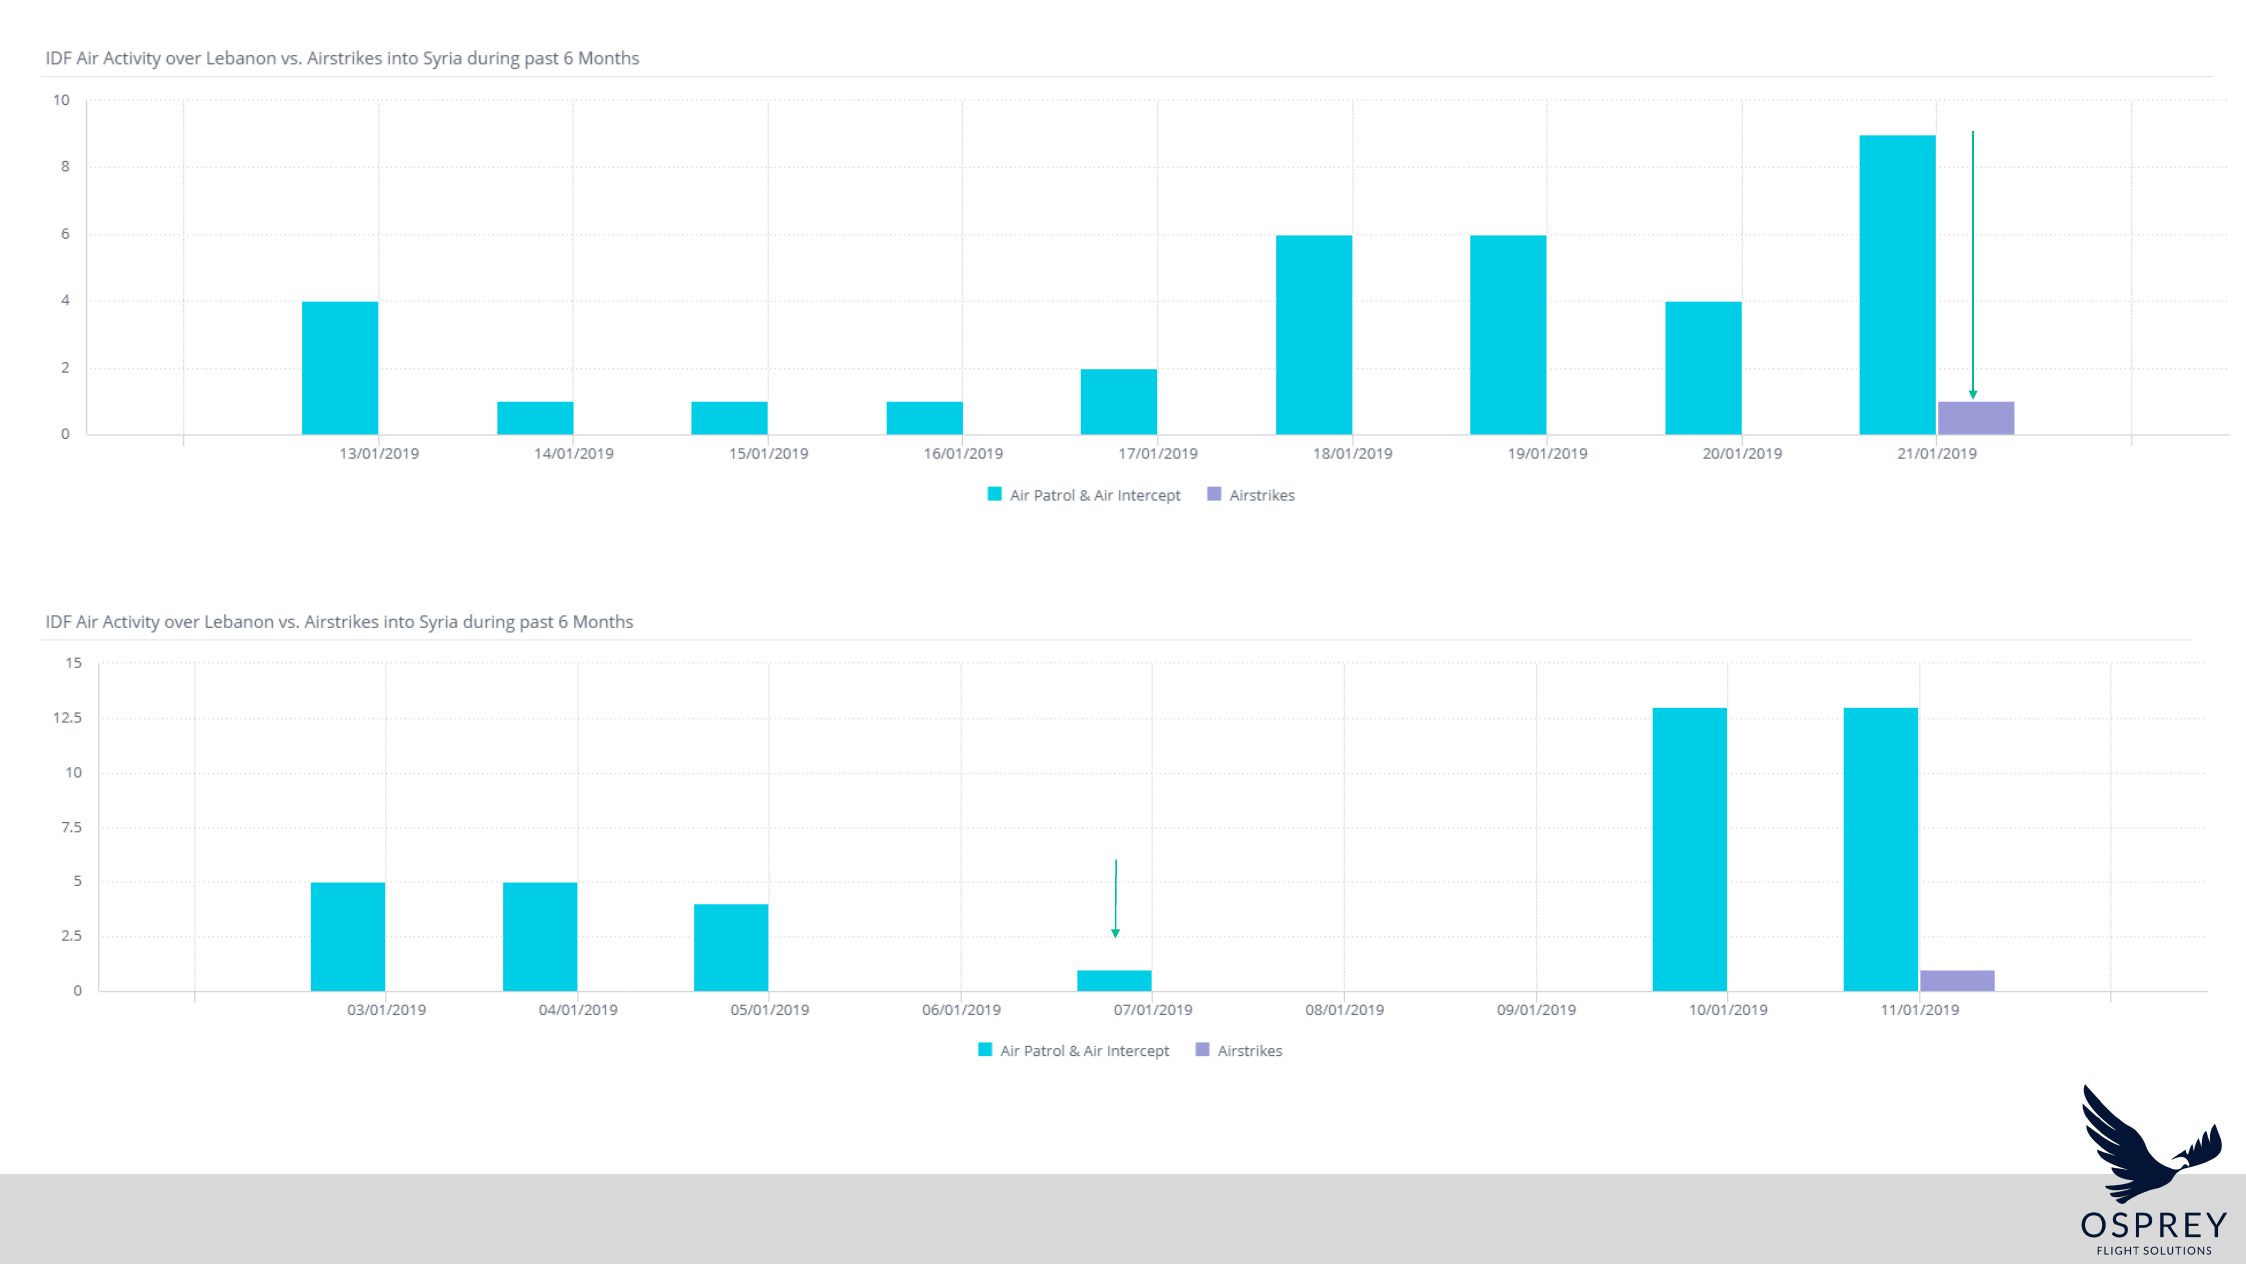 IDF Air Activity over Lebanon vs. Airstrikes into Syria during past 6 Months
10
8
6
4
2
0
13/01/2019 14/01/2019 15/01/2019 16/01/2019 17/01/2019 18/01/2019 19/01/2019 20/01/2019 21/01/2019
Air Patrol & Air Intercept Airstrikes
IDF Air Activity over Lebanon vs. Airstrikes into Syria during past 6 Months
15
12.5
10
7.5
5
2.5
0
03/01/2019 04/01/2019 05/01/2019 06/01/2019 07/01/2019 08/01/2019 09/01/2019 10/01/2019 11/01/2019
Air Patrol & Air Intercept Airstrikes
OSPREY
FLIGHT SOLUTIONS